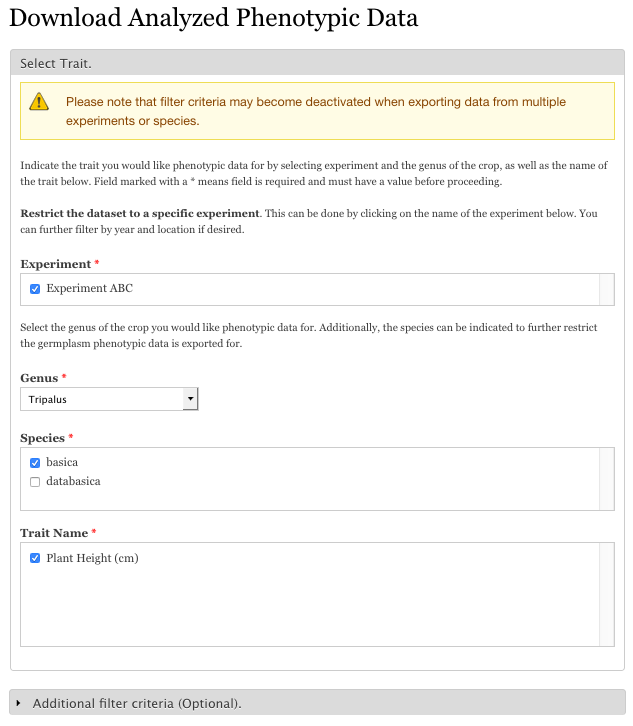 Download Analyzed Phenotypic Data
Select Trait.
Please note that filter criteria may become deactivated when exporting data from multiple
experiments or species.
Indicate the trait you would like phenotypic data for by selecting experiment and the genus of the crop, as well as the name of
the trait below. Field marked with a * means field is required and must have a value before proceeding.
Restrict the dataset to a specific experiment. This can be done by clicking on the name of the experiment below. You
can further filter by year and location if desired.
Experiment *
Experiment ABC
Select the genus of the crop you would like phenotypic data for. Additionally, the species can be indicated to further restrict
the germplasm phenotypic data is exported for.
Genus *
Tripalus
Species *
basica
databasica
Trait Name *
Plant Height (cm)
Additional filter criteria (Optional).